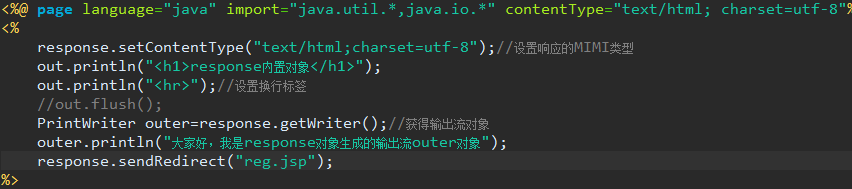 <%@ page language="java" import="java.util.*,java.io.*" contentType="text/html; charset=utf-8"%
<%
response.setContentType("text/html;charset=utf-8");//设置响应的MIMI类型
out.println("<h1>response内置对象</h1>");
out.println("<hr>");//设置换行标签
//out.flush();
PrintWriter outer=response.getWriter();//获得输出流对象
outer.println("大家好，我是response对象生成的输出流outer对象");
response.sendRedirect("reg.jsp");
%>